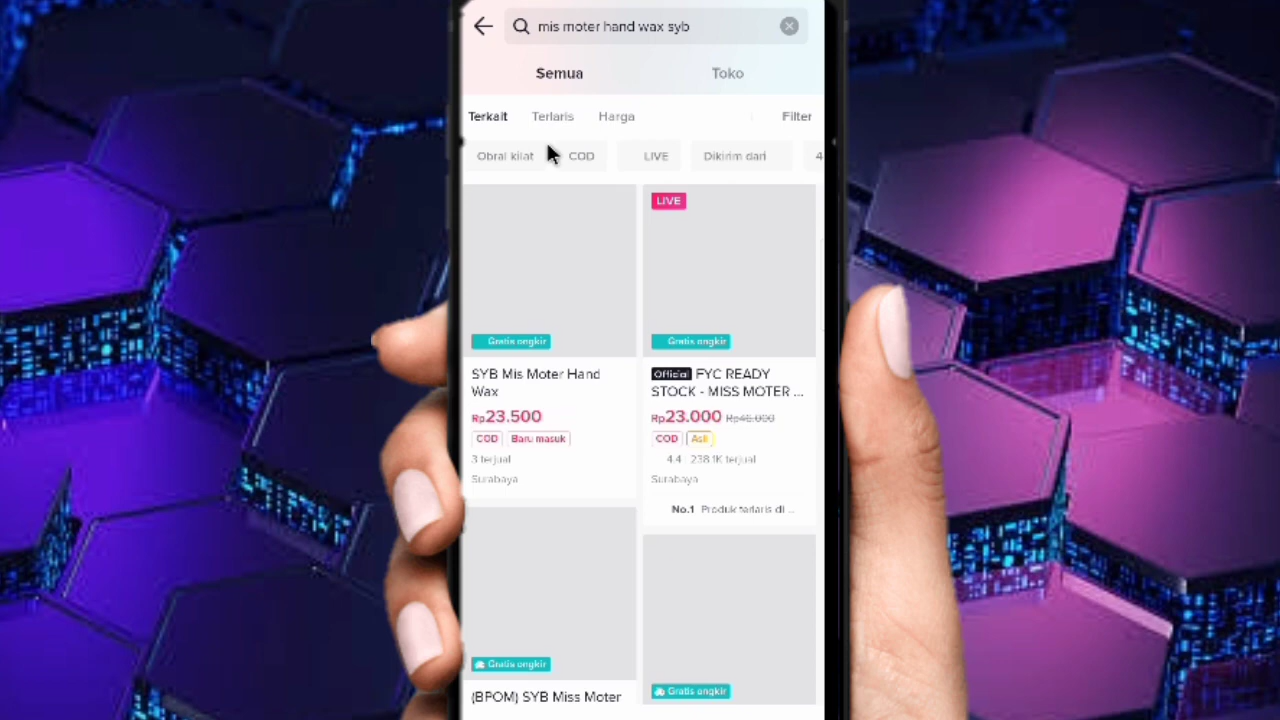 mis moter hand wax syb
Semua Toko
Terkait Terlaris Harga Filter
Obral kilat COD LIVE Dikirim dari 4
Gratis ongkir
SYB Mis Moter Hand
Wax
Rp23.500
COD Baru masuk
3 terjual
Surabaya
LIVE
Gratis ongkir
Official FYC READY
STOCK - MISS MOTER ...
Rp23.000 Rp46.000
COD Asli
4.4 238.1K terjual
Surabaya
No.1 Produk terlaris di ...
Gratis ongkir
(BPOM) SYB Miss Moter
Gratis ongkir